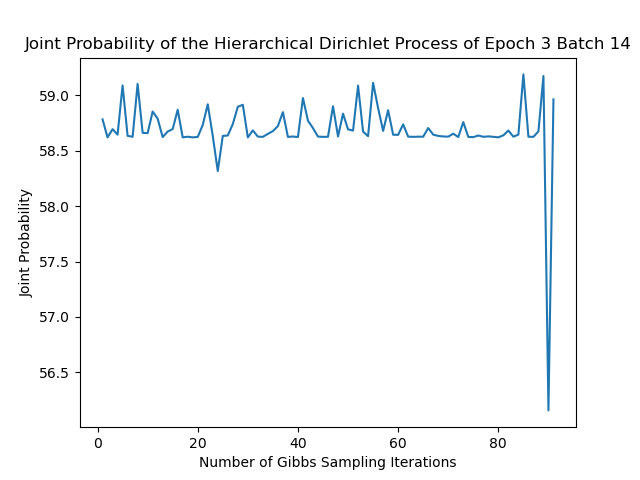 Joint Probability of the Hierarchical Dirichlet Process of Epoch 3 Batch 14
Joint Probability
59.0
58.5
58.0
57.5
57.0
56.5
0 20 40 60 80
Number of Gibbs Sampling Iterations